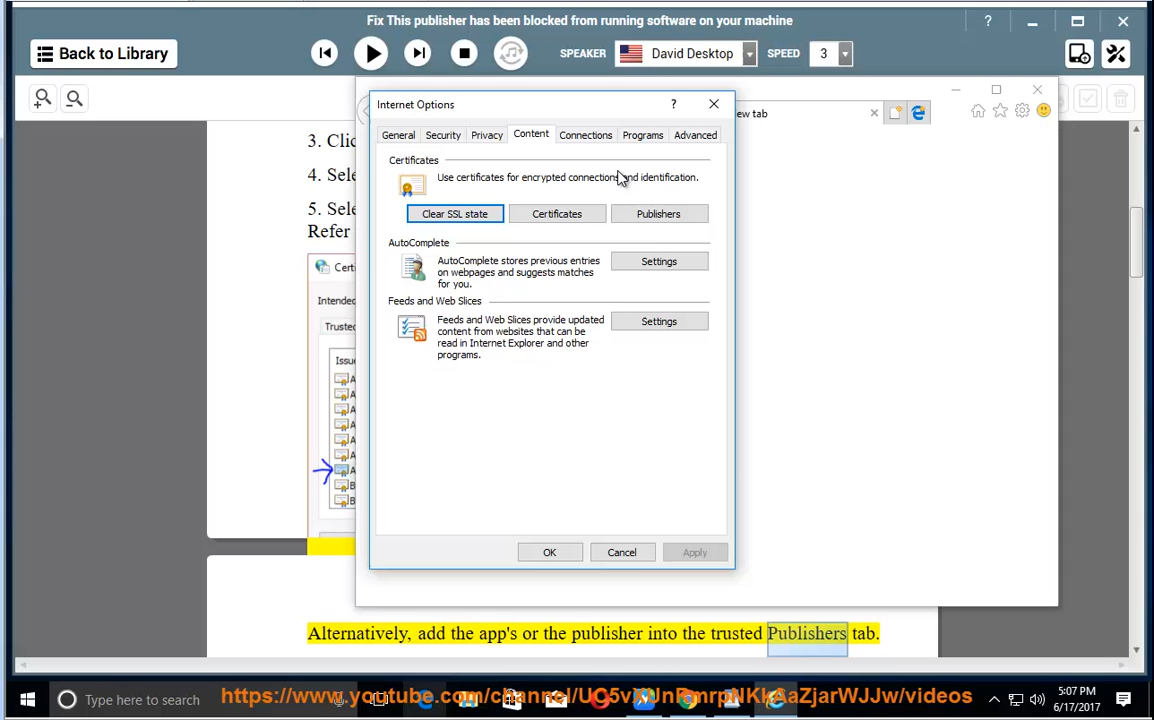 Fix This publisher has been blocked from running software on your machine
Back to Library
SPEAKER
David Desktop
SPEED
3
ew tab
3. Clic
4. Sele
5. Sele
Refer
Intended
Trusted
Issue
Internet Options
General
Security
Privacy
Content
Connections
Programs
Advanced
Certificates
Use certificates for encrypted connections and identification.
Clear SSL state
Certificates
Publishers
AutoComplete
AutoComplete stores previous entries
on webpages and suggests matches
for you.
Settings
Feeds and Web Slices
Feeds and Web Slices provide updated
content from websites that can be
read in Internet Explorer and other
programs.
Settings
OK
Cancel
Apply
Alternatively, add the app's or the publisher into the trusted Publishers tab.
Type here to search
5:07 PM
6/17/2017